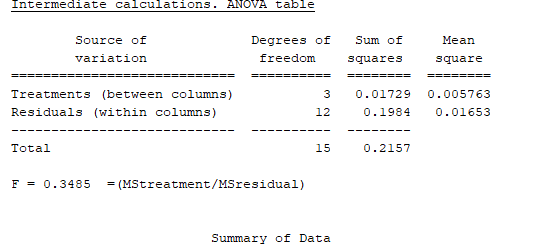 Intermediate calculations. ANOVA table
Source of Degrees of Sum of Mean
variation freedom squares square
============================ ========== ======== ========
Treatments (between columns) 3 0.01729 0.005763
Residuals (within columns) 12 0.1984 0.01653
---------------------------- ---------- --------
Total 15 0.2157
F = 0.3485 =(MStreatment/MSresidual)
Summary of Data